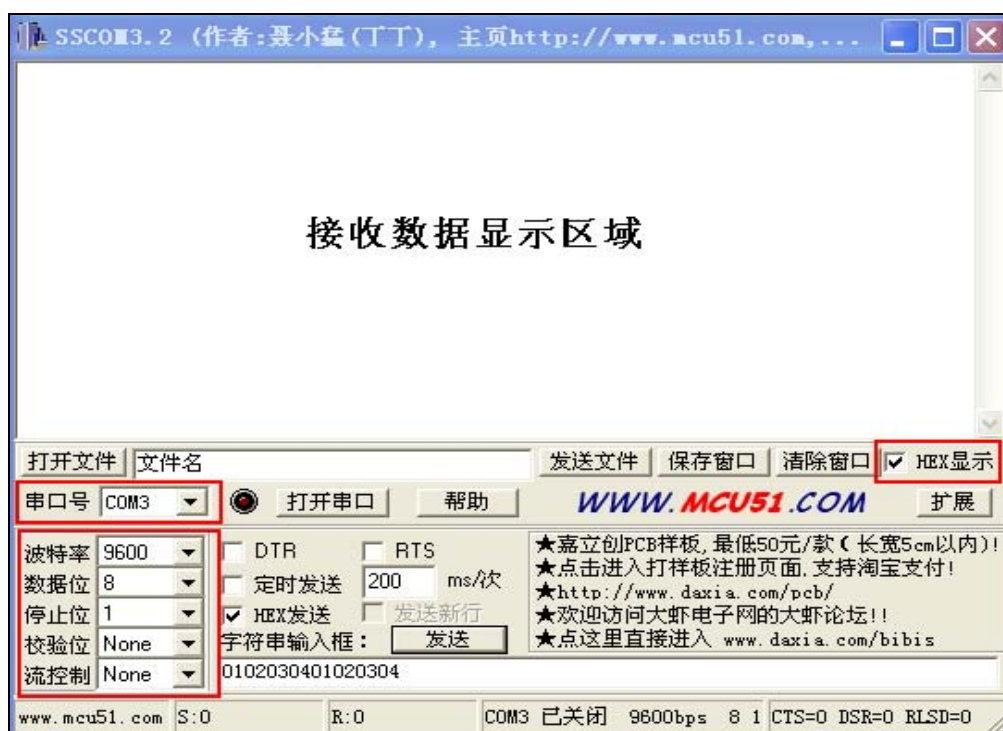 SSCOM3.2 (作者:聂小猛(丁丁), 主页http://www.mcu51.com,...
接收数据显示区域
打开文件 文件名 发送文件 保存窗口 清除窗口 HEX显示
串口号 COM3 打开串口 帮助 WWW.MCU51.COM 扩展
波特率 9600 DTR RTS
数据位 8 定时发送 200 ms/次
停止位 1 HEX发送 发送新行
校验位 None 字符串输入框: 发送
流控制 None 0102030401020304
★嘉立创PCB样板,最低50元/款(长宽5cm以内)!
★点击进入打样板注册页面.支持淘宝支付!
★http://www.daxia.com/pcb/
★欢迎访问大虾电子网的大虾论坛!!
★点这里直接进入 www.daxia.com/bibis
www.mcu51.com S:0 R:0 COM3 已关闭 9600bps 8 1 CTS=0 DSR=0 RLSD=0